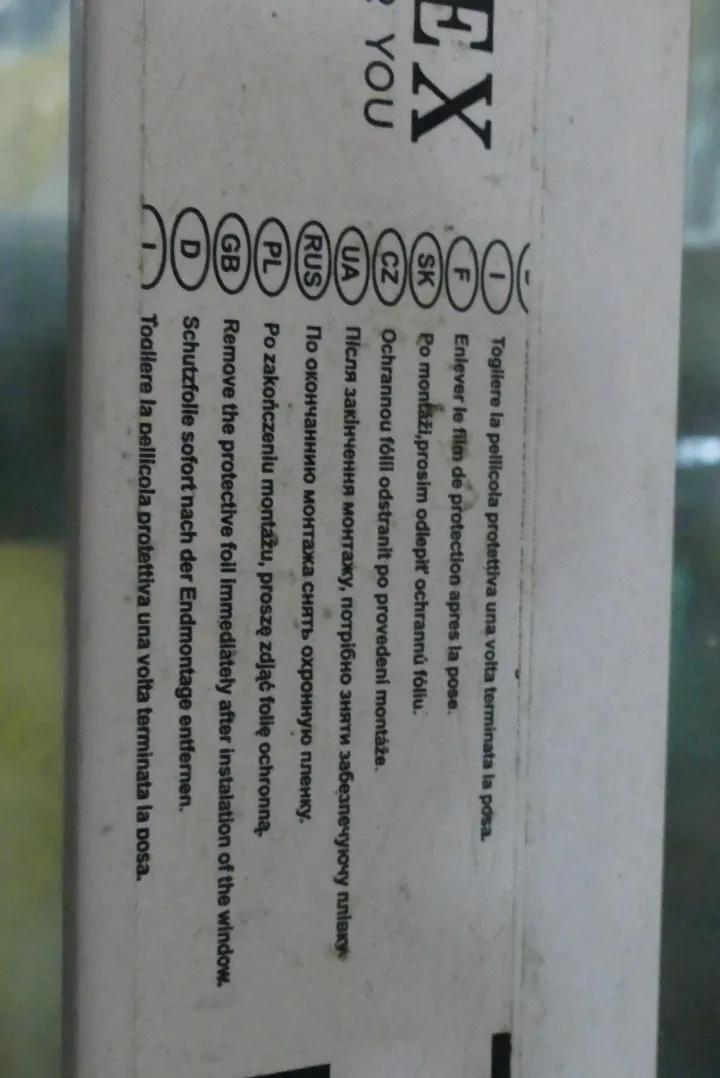 EX
YOU
I Togliere la pellicola protettiva una volta terminata la posa.
F Enlever le film de protection apres la pose.
SK Po montáži,prosím odlepiť ochrannú fóliu.
CZ Ochrannou fólii odstranit po provedení montáže.
UA Після закінчення монтажу, потрібно зняти забезпечуючу плівку.
RUS По окончаннию монтажа снять охронную пленку.
PL Po zakończeniu montażu, proszę zdjąć folię ochronną.
GB Remove the protective foil immediately after instalation of the window.
D Schutzfolie sofort nach der Endmontage entfernen.
I Togliere la pellicola protettiva una volta terminata la posa.